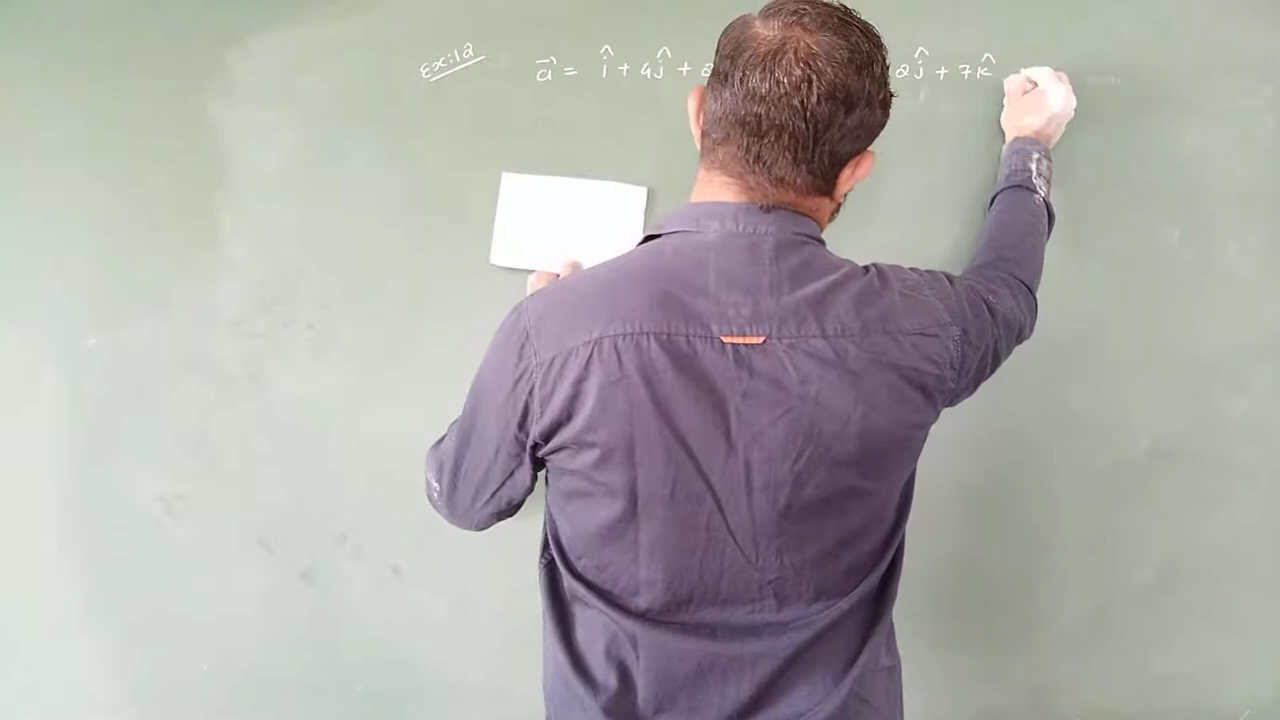 Ex:12 a⃗ = î + 4ĵ + 2 2ĵ + 7k̂